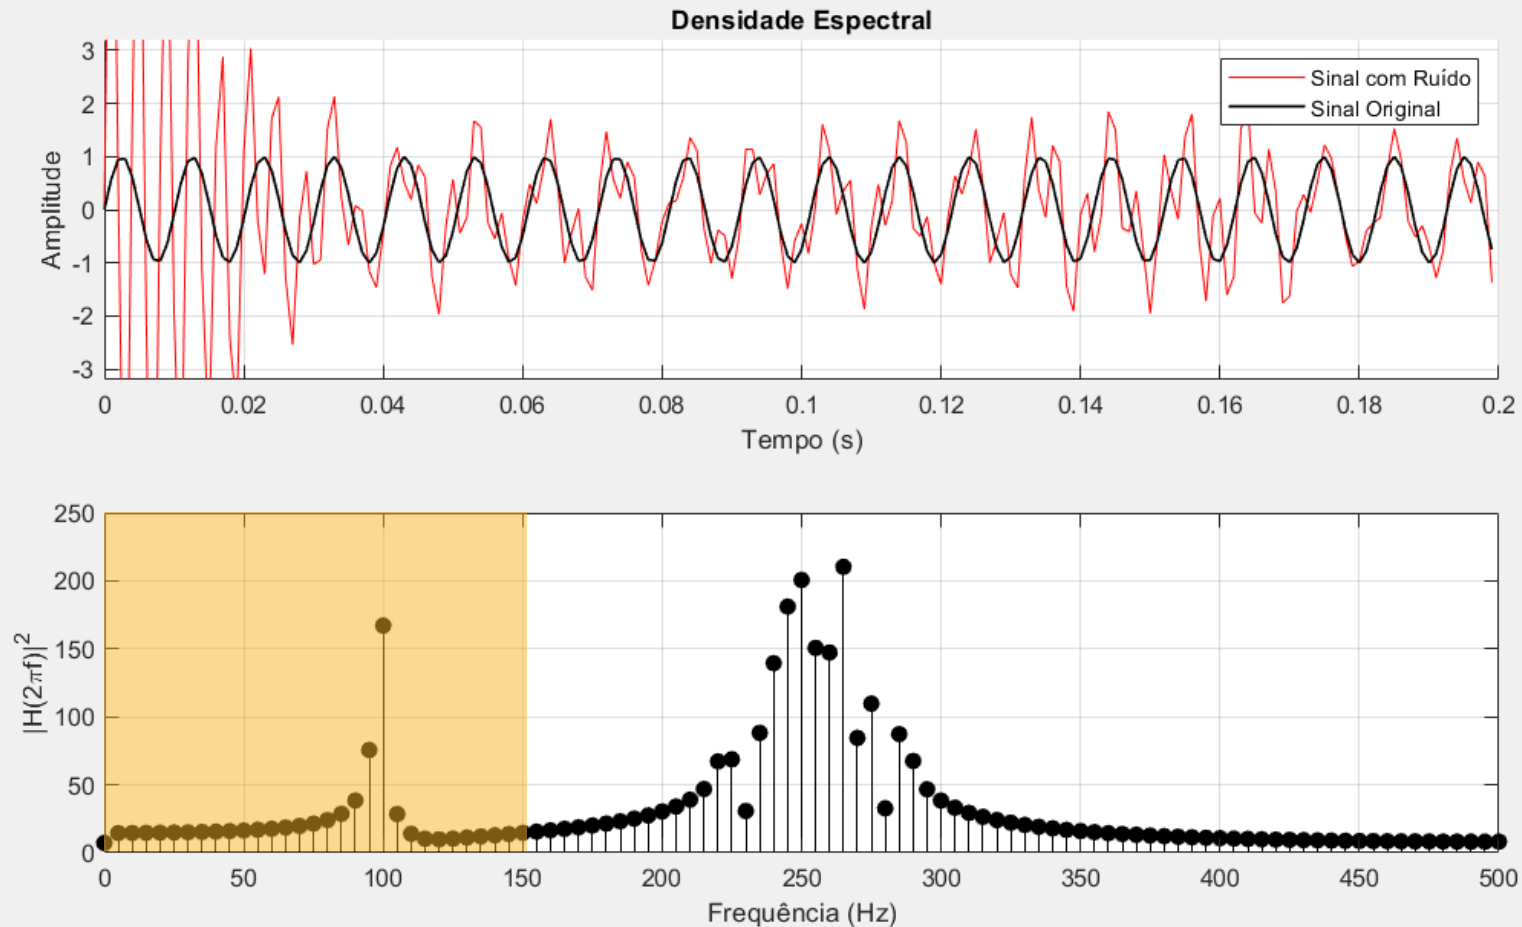 Densidade Espectral
3
2
1
0
-1
-2
-3
Amplitude
Sinal com Ruído
Sinal Original
0 0.02 0.04 0.06 0.08 0.1 0.12 0.14 0.16 0.18 0.2
Tempo (s)
250
200
150
100
50
0
|H(2πf)|²
0 50 100 150 200 250 300 350 400 450 500
Frequência (Hz)